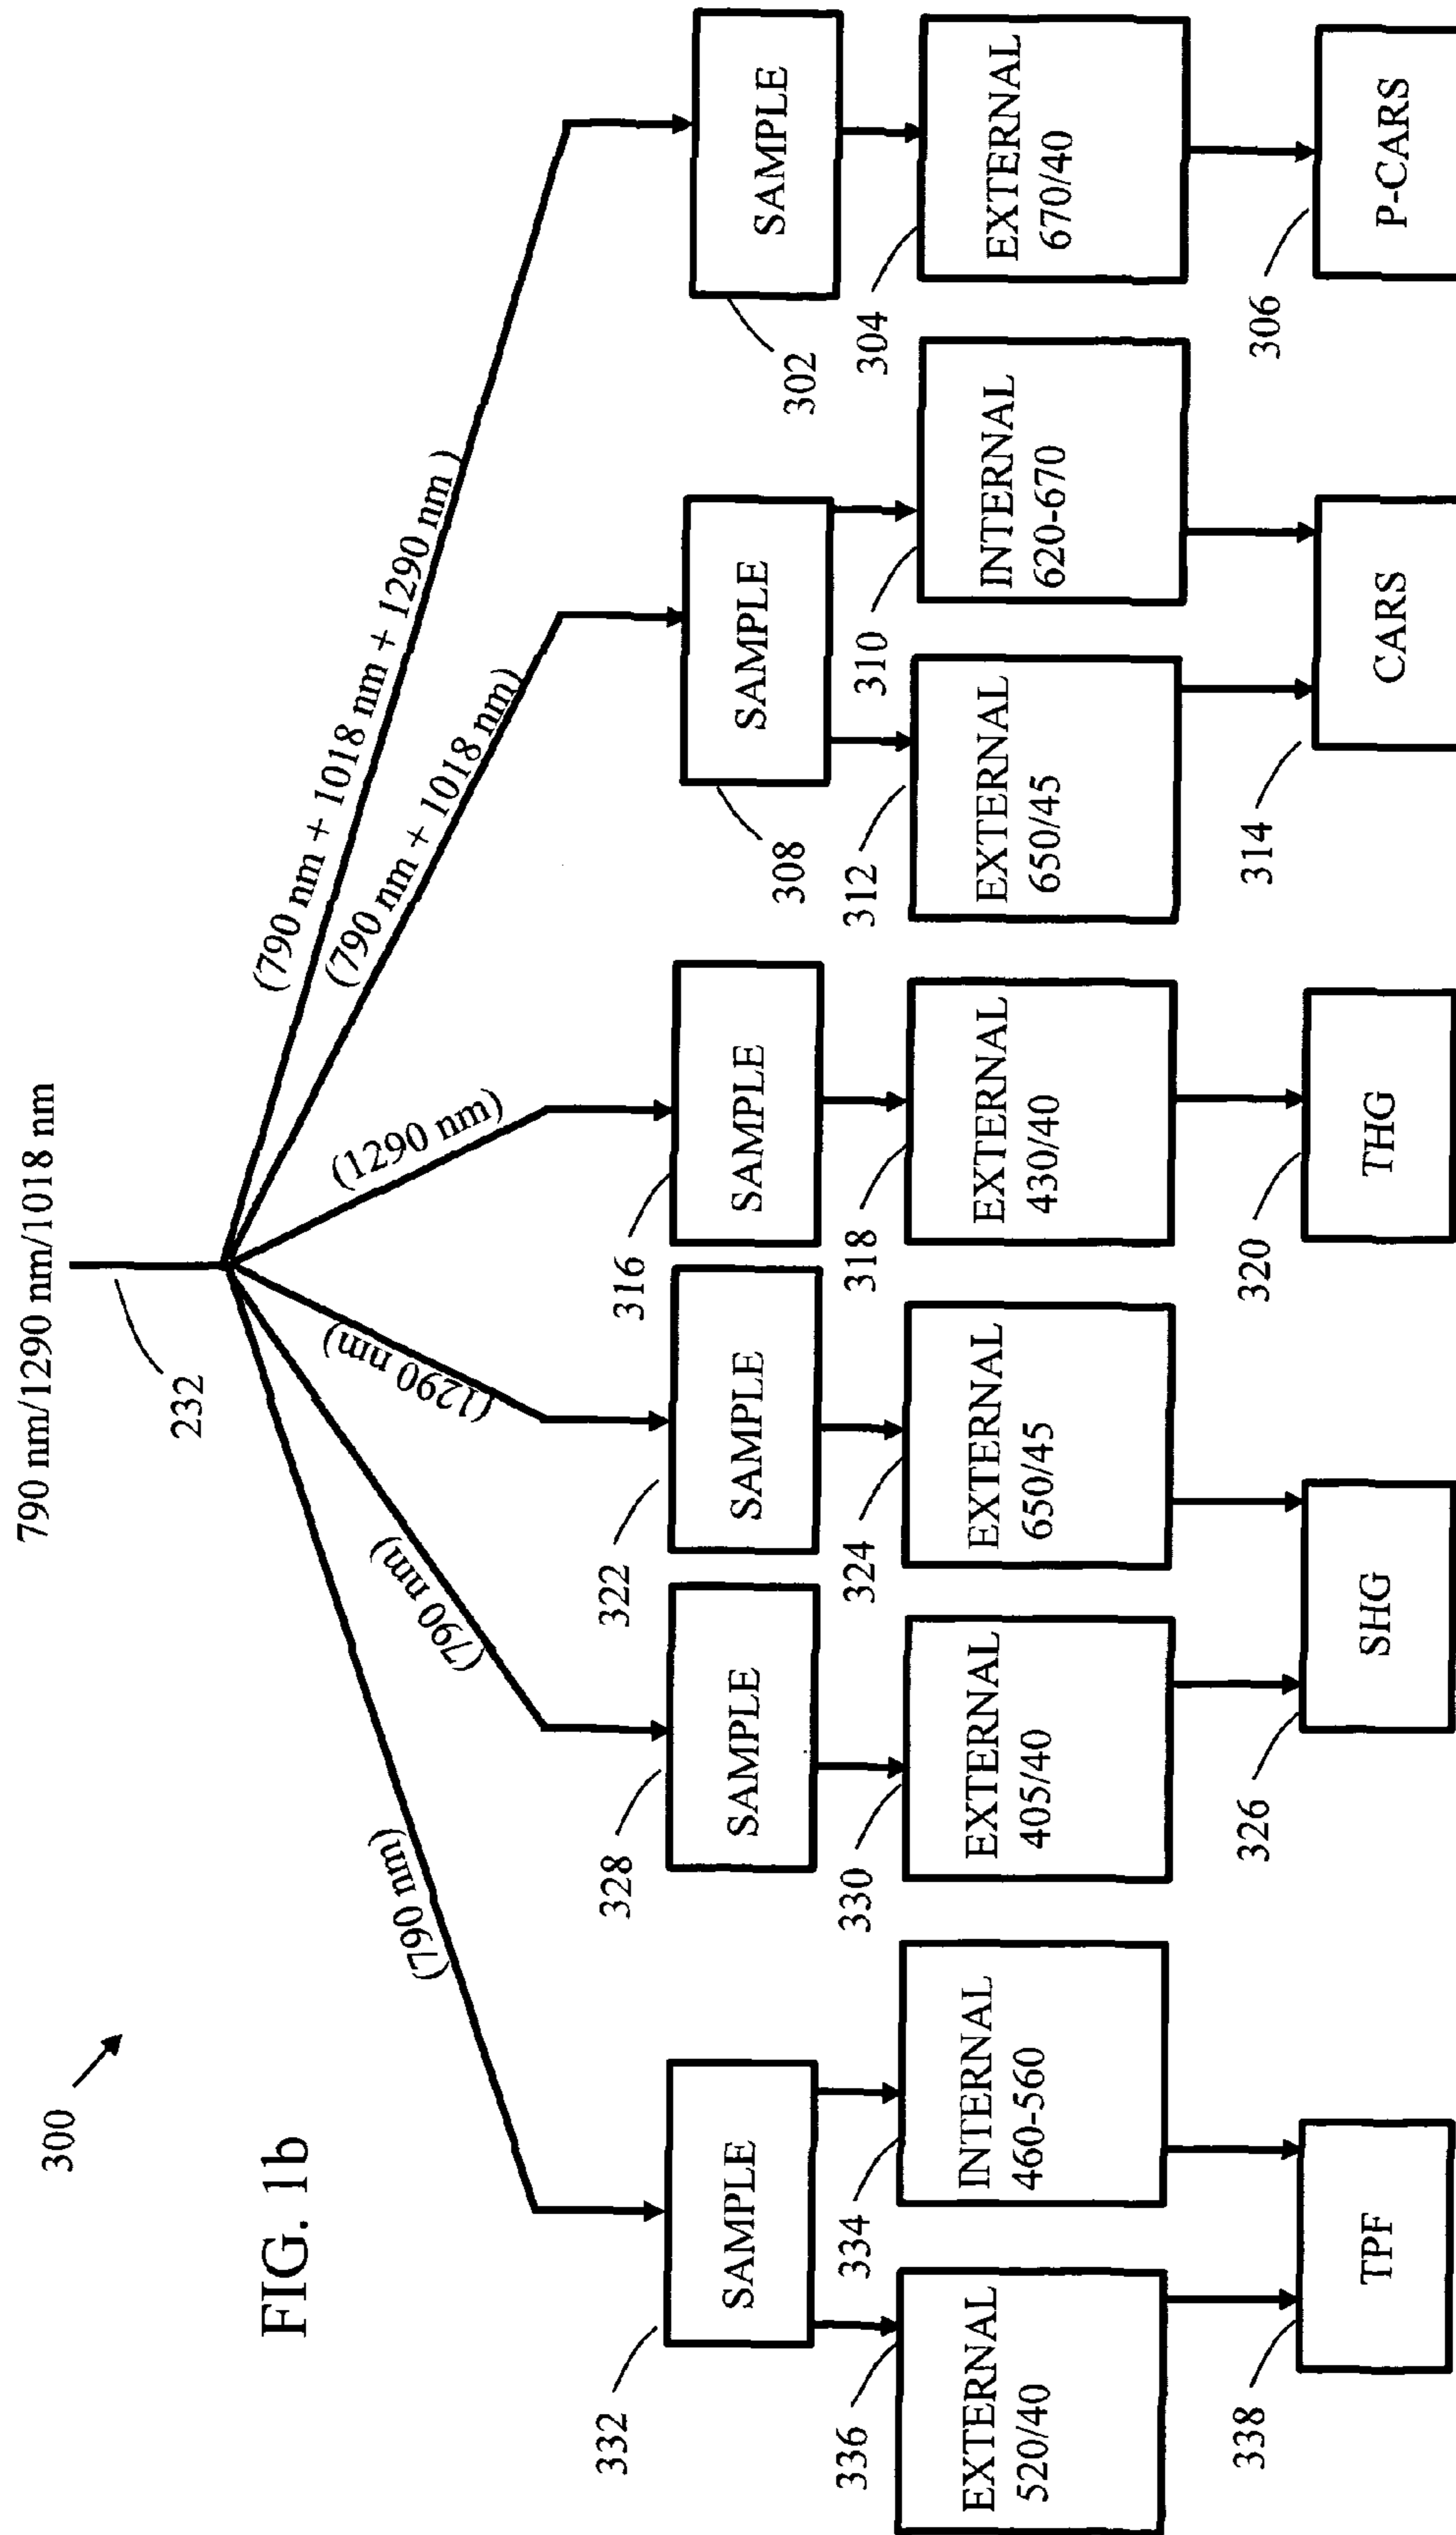 790 nm/1290 nm/1018 nm
232
300
FIG. 1b
(790 nm)
(790 nm)
(1290 nm)
(1290 nm)
(790 nm + 1018 nm)
(790 nm + 1018 nm + 1290 nm )
332
SAMPLE
328
SAMPLE
322
SAMPLE
316
SAMPLE
308
SAMPLE
302
SAMPLE
336
EXTERNAL
520/40
334
INTERNAL
460-560
330
EXTERNAL
405/40
324
EXTERNAL
650/45
318
EXTERNAL
430/40
312
EXTERNAL
650/45
310
INTERNAL
620-670
304
EXTERNAL
670/40
338
TPF
326
SHG
320
THG
314
CARS
306
P-CARS